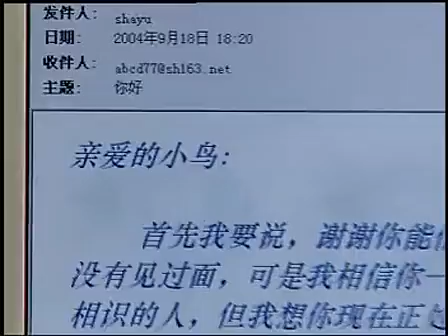 发件人: shayu
日期: 2004年9月18日 18:20
收件人: abcd77@sh163.net
主题: 你好
亲爱的小鸟:
首先我要说，谢谢你能
没有见过面，可是我相信你一
相识的人，但我想你现在正